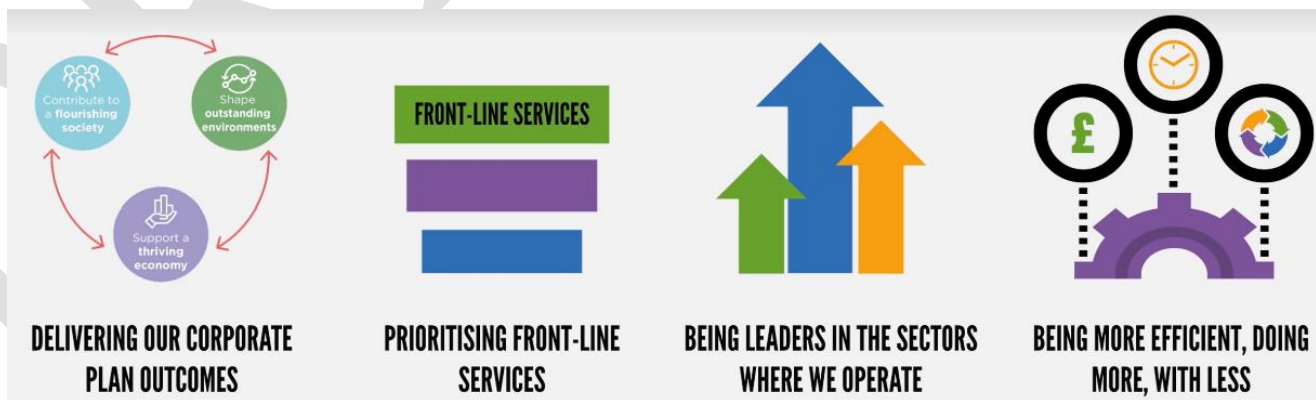 Contribute to
a flourishing
society
Shape
outstanding
environments
Support a
thriving
economy
DELIVERING OUR CORPORATE
PLAN OUTCOMES
FRONT-LINE SERVICES
PRIORITISING FRONT-LINE
SERVICES
BEING LEADERS IN THE SECTORS
WHERE WE OPERATE
£
BEING MORE EFFICIENT, DOING
MORE, WITH LESS